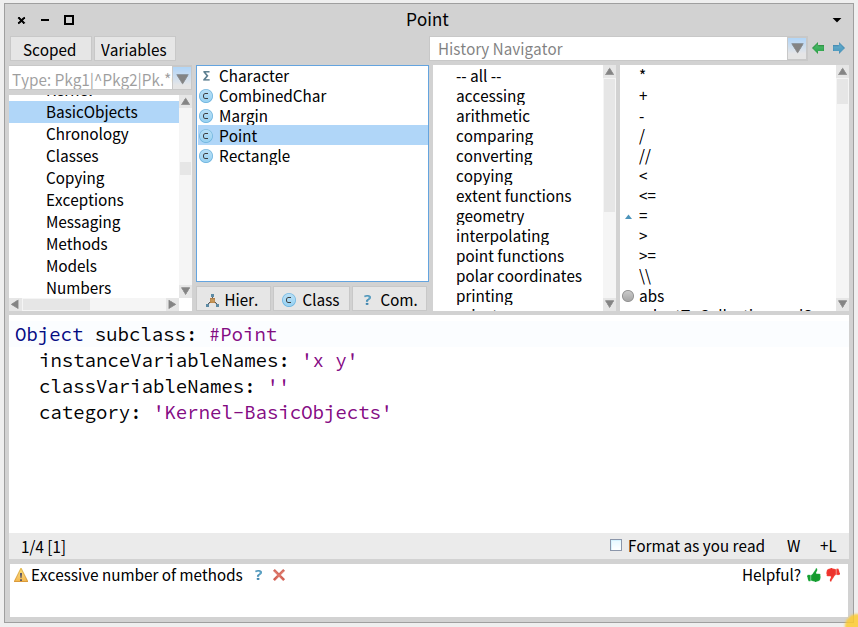 Point
Scoped
Variables
History Navigator
Type: Pkg1|^Pkg2|Pk.*
BasicObjects
Chronology
Classes
Copying
Exceptions
Messaging
Methods
Models
Numbers
Σ Character
C CombinedChar
C Margin
C Point
C Rectangle
Hier.
C Class
? Com.
-- all --
accessing
arithmetic
comparing
converting
copying
extent functions
geometry
interpolating
point functions
polar coordinates
printing
*
+
-
/
//
<
<=
=
>
>=
\\
abs
Object subclass: #Point
instanceVariableNames: 'x y'
classVariableNames: ''
category: 'Kernel-BasicObjects'
1/4 [1]
Format as you read
W
+L
Excessive number of methods ?
Helpful?